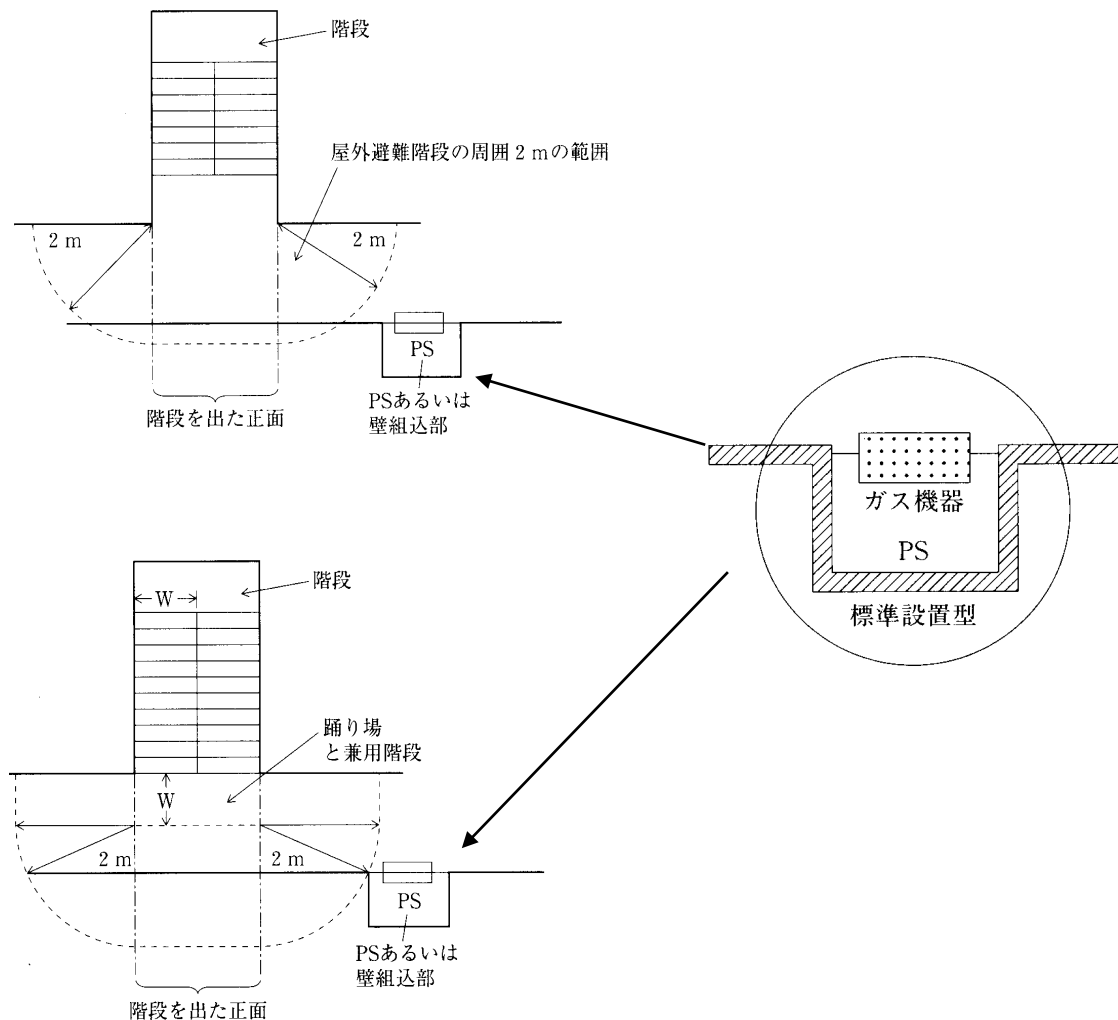 階段
屋外避難階段の周囲2mの範囲
2m
2m
PS
PSあるいは
壁組込部
階段を出た正面
ガス機器
PS
標準設置型
階段
W
踊り場
と兼用階段
W
2m
2m
PS
PSあるいは
壁組込部
階段を出た正面